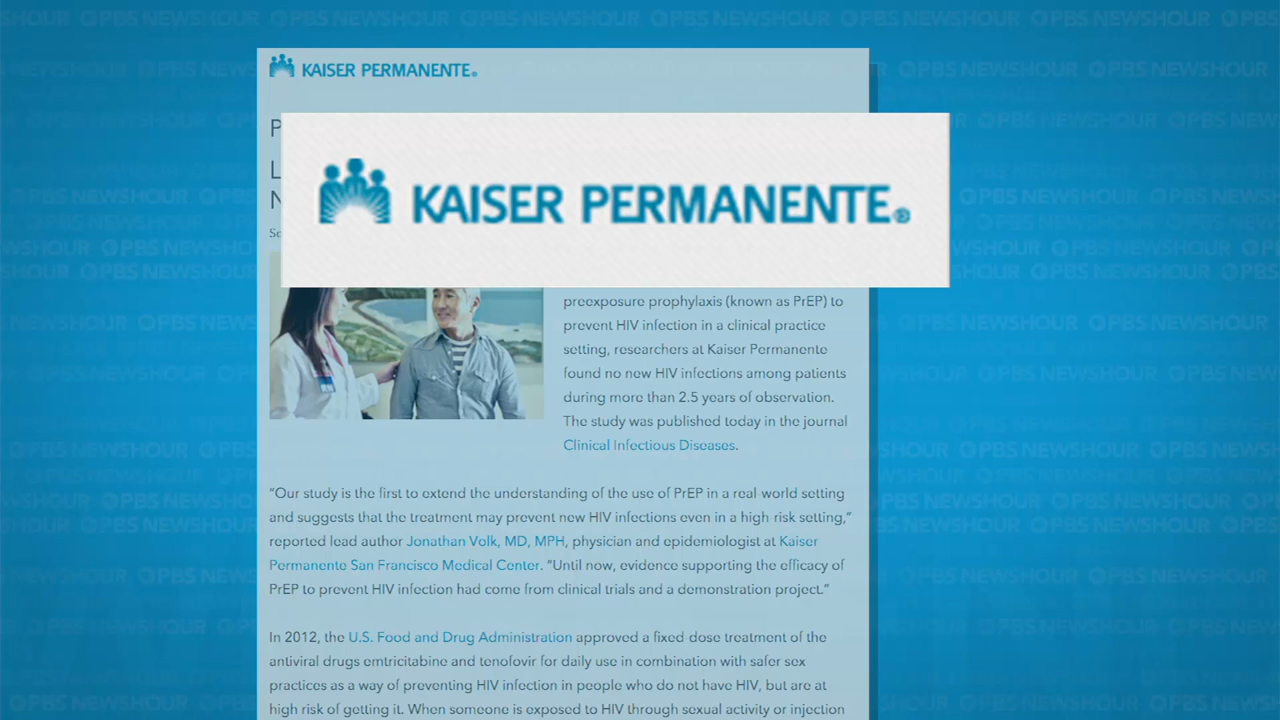 KAISER PERMANENTE®
P
KAISER PERMANENTE®
L
N
Se
preexposure prophylaxis (known as PrEP) to
prevent HIV infection in a clinical practice
setting, researchers at Kaiser Permanente
found no new HIV infections among patients
during more than 2.5 years of observation.
The study was published today in the journal
Clinical Infectious Diseases.
“Our study is the first to extend the understanding of the use of PrEP in a real-world setting
and suggests that the treatment may prevent new HIV infections even in a high-risk setting,”
reported lead author Jonathan Volk, MD, MPH, physician and epidemiologist at Kaiser
Permanente San Francisco Medical Center. “Until now, evidence supporting the efficacy of
PrEP to prevent HIV infection had come from clinical trials and a demonstration project.”
In 2012, the U.S. Food and Drug Administration approved a fixed-dose treatment of the
antiviral drugs emtricitabine and tenofovir for daily use in combination with safer sex
practices as a way of preventing HIV infection in people who do not have HIV, but are at
high risk of getting it. When someone is exposed to HIV through sexual activity or injection
PBS NEWSHOUR